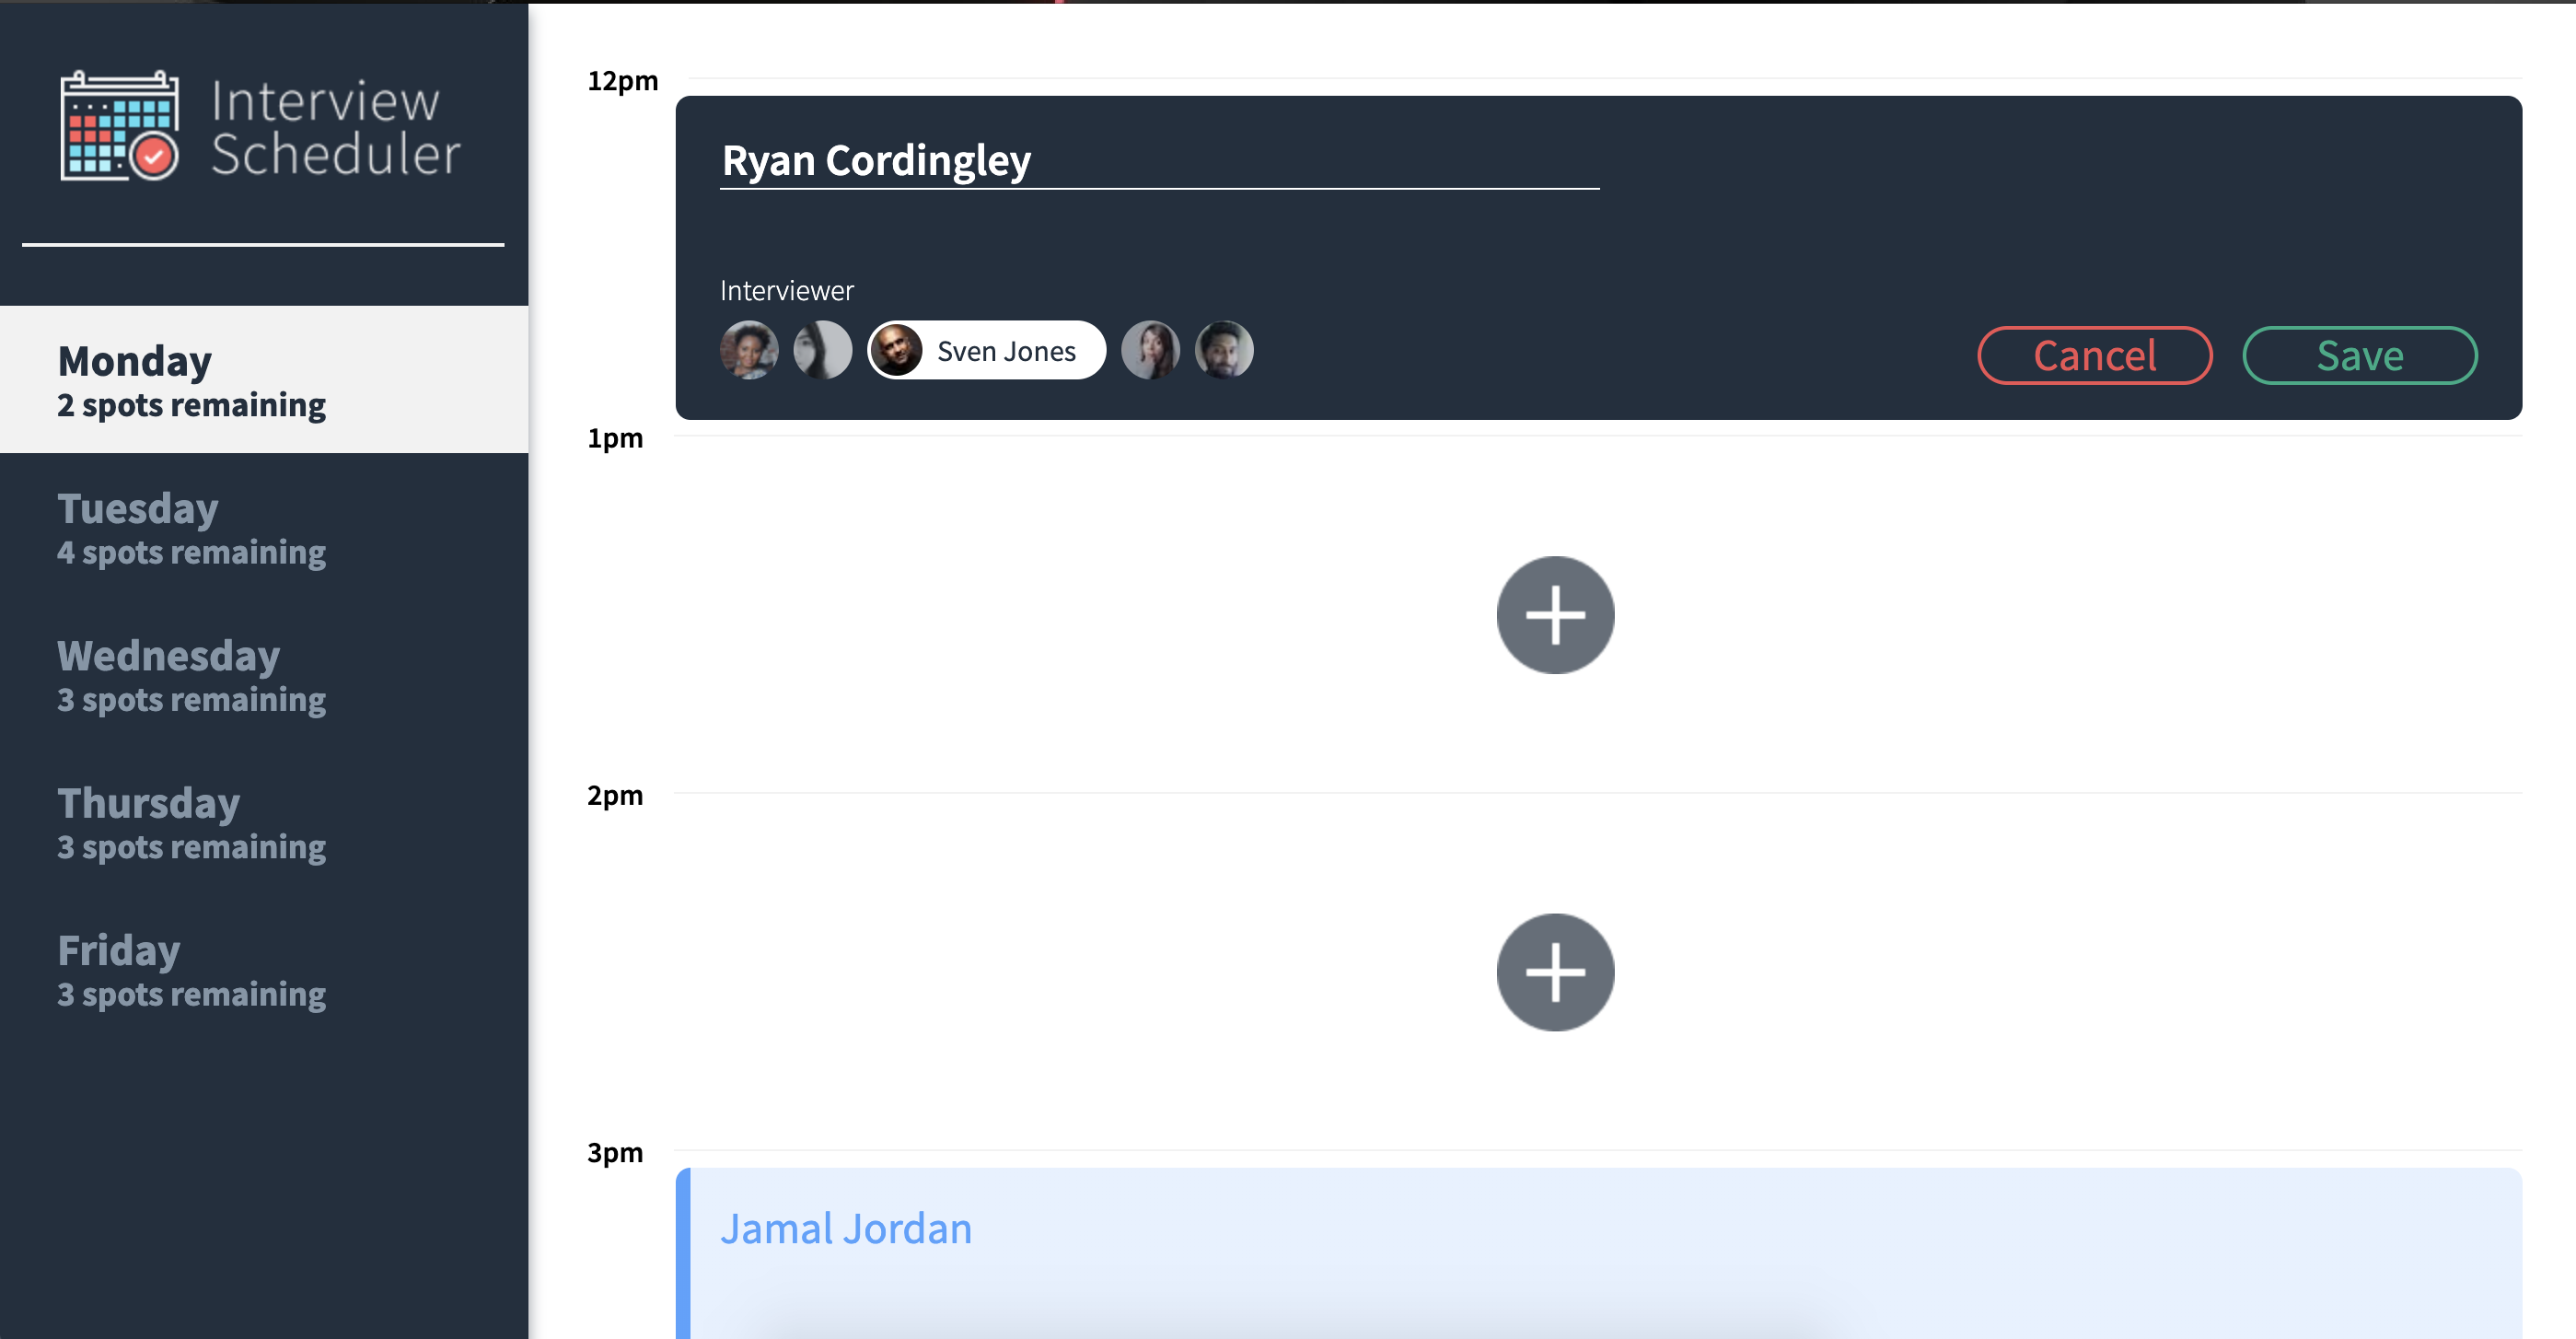 Interview
Scheduler
Monday
2 spots remaining
Tuesday
4 spots remaining
Wednesday
3 spots remaining
Thursday
3 spots remaining
Friday
3 spots remaining
12pm
Ryan Cordingley
Interviewer
Sven Jones
Cancel
Save
1pm
2pm
3pm
Jamal Jordan